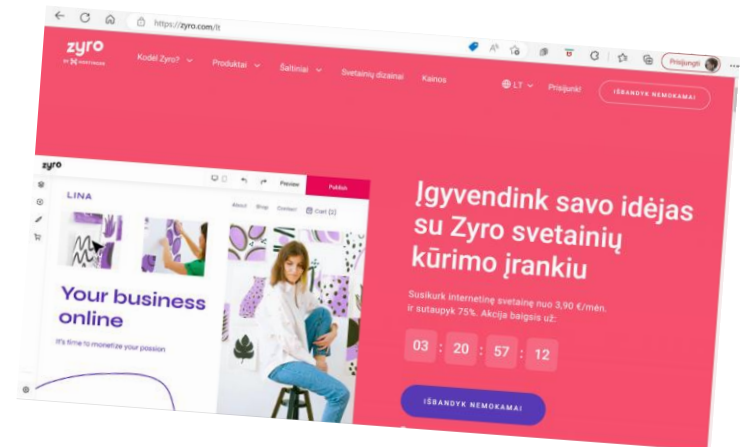 https://zyro.com/lt
Prisijungti
zyro
BY HOSTINGER
Kodėl Zyro?
Produktai
Šaltiniai
Svetainių dizainai
Kainos
LT
Prisijunk!
IŠBANDYK NEMOKAMAI
zyro
Preview
Publish
LINA
About
Shop
Contact
Cart (2)
Your business
online
It's time to monetize your passion
Įgyvendink savo idėjas
su Zyro svetainių
kūrimo įrankiu
Susikurk internetinę svetainę nuo 3,90 €/mėn.
ir sutaupyk 75%. Akcija baigsis už:
03 : 20 : 57 : 12
IŠBANDYK NEMOKAMAI